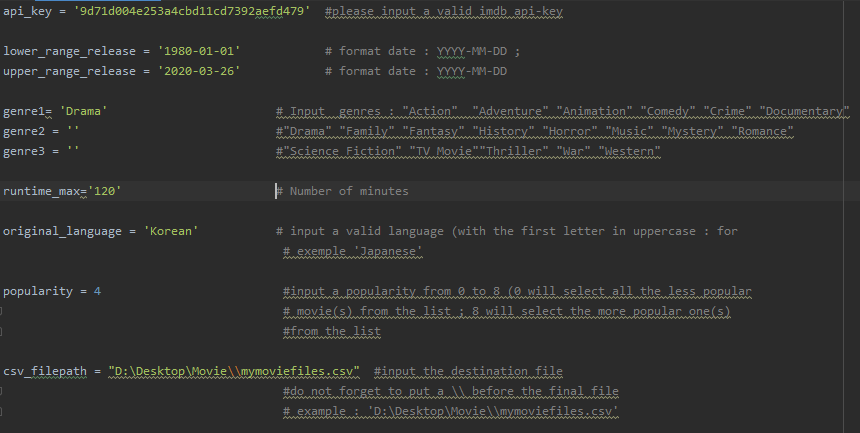 api_key = '9d71d004e253a4cbd11cd7392aefd479' #please input a valid imdb api-key
lower_range_release = '1980-01-01' # format date : YYYY-MM-DD ;
upper_range_release = '2020-03-26' # format date : YYYY-MM-DD
genre1= 'Drama' # Input genres : "Action" "Adventure" "Animation" "Comedy" "Crime" "Documentary"
genre2 = '' #"Drama" "Family" "Fantasy" "History" "Horror" "Music" "Mystery" "Romance"
genre3 = '' #"Science Fiction" "TV Movie""Thriller" "War" "Western"
runtime_max='120' # Number of minutes
original_language = 'Korean' # input a valid language (with the first letter in uppercase : for
# exemple 'Japanese'
popularity = 4 #input a popularity from 0 to 8 (0 will select all the less popular
# movie(s) from the list ; 8 will select the more popular one(s)
#from the list
csv_filepath = "D:\Desktop\Movie\\mymoviefiles.csv" #input the destination file
#do not forget to put a \\ before the final file
# example : 'D:\Desktop\Movie\\mymoviefiles.csv'